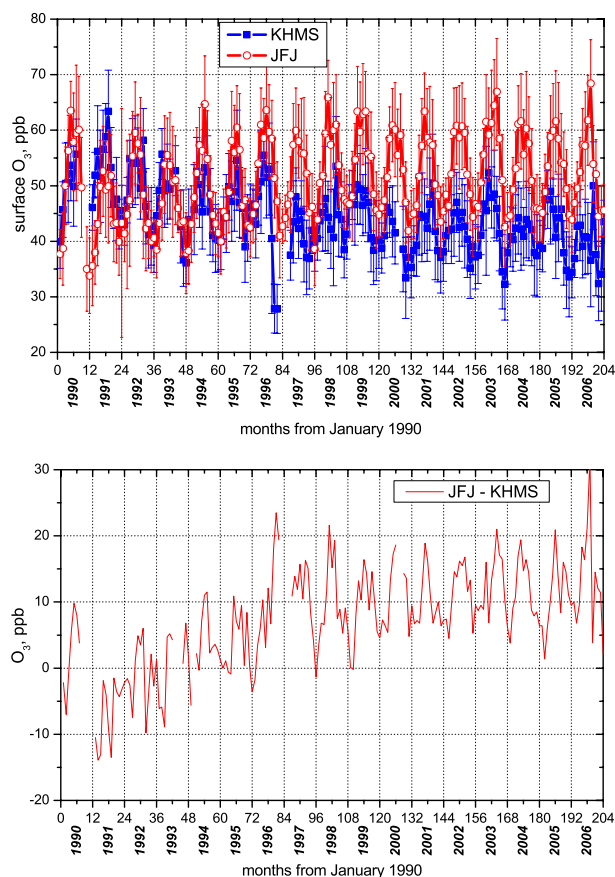 KHMS
JFJ
surface O3, ppb
80
70
60
50
40
30
20
0 12 24 36 48 60 72 84 96 108 120 132 144 156 168 180 192 204
1990 1991 1992 1993 1994 1995 1996 1997 1998 1999 2000 2001 2002 2003 2004 2005 2006
months from January 1990
JFJ - KHMS
O3, ppb
30
20
10
0
-10
-20
0 12 24 36 48 60 72 84 96 108 120 132 144 156 168 180 192 204
1990 1991 1992 1993 1994 1995 1996 1997 1998 1999 2000 2001 2002 2003 2004 2005 2006
months from January 1990